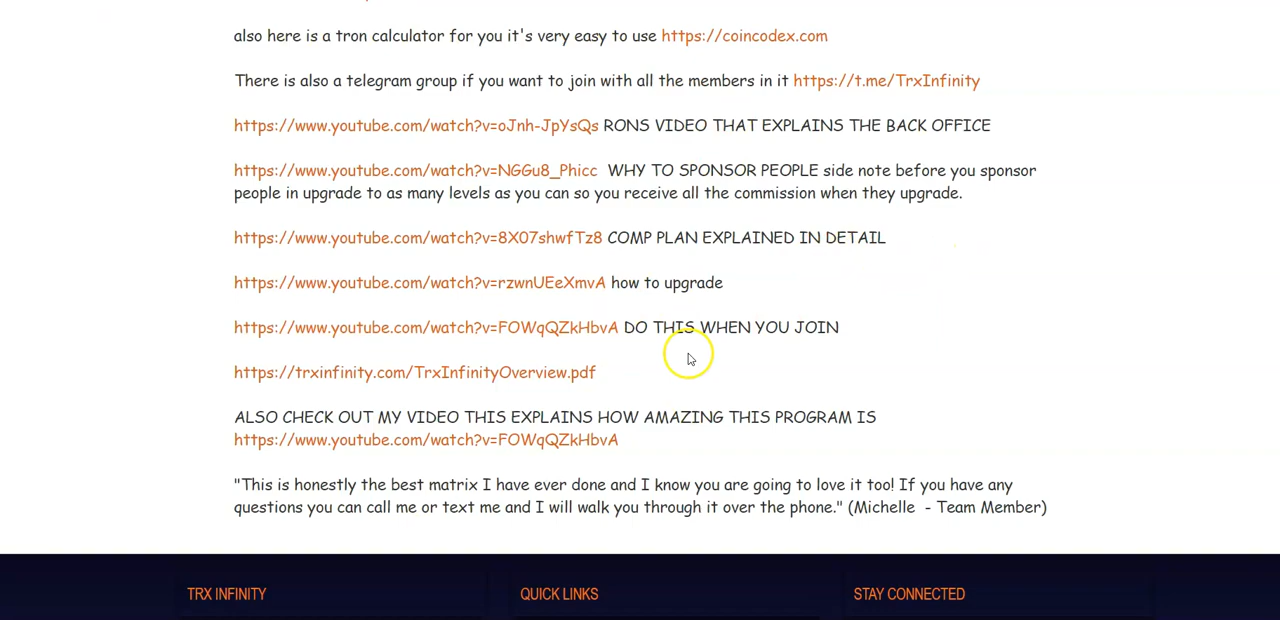 also here is a tron calculator for you it's very easy to use https://coincodex.com
There is also a telegram group if you want to join with all the members in it https://t.me/TrxInfinity
https://www.youtube.com/watch?v=oJnh-JpYsQs RONS VIDEO THAT EXPLAINS THE BACK OFFICE
https://www.youtube.com/watch?v=NGGu8_Phicc WHY TO SPONSOR PEOPLE side note before you sponsor
people in upgrade to as many levels as you can so you receive all the commission when they upgrade.
https://www.youtube.com/watch?v=8X07shwfTz8 COMP PLAN EXPLAINED IN DETAIL
https://www.youtube.com/watch?v=rzwnUEeXmvA how to upgrade
https://www.youtube.com/watch?v=FOWqQZkHbvA DO THIS WHEN YOU JOIN
https://trxinfinity.com/TrxInfinityOverview.pdf
ALSO CHECK OUT MY VIDEO THIS EXPLAINS HOW AMAZING THIS PROGRAM IS
https://www.youtube.com/watch?v=FOWqQZkHbvA
"This is honestly the best matrix I have ever done and I know you are going to love it too! If you have any
questions you can call me or text me and I will walk you through it over the phone." (Michelle - Team Member)
TRX INFINITY
QUICK LINKS
STAY CONNECTED